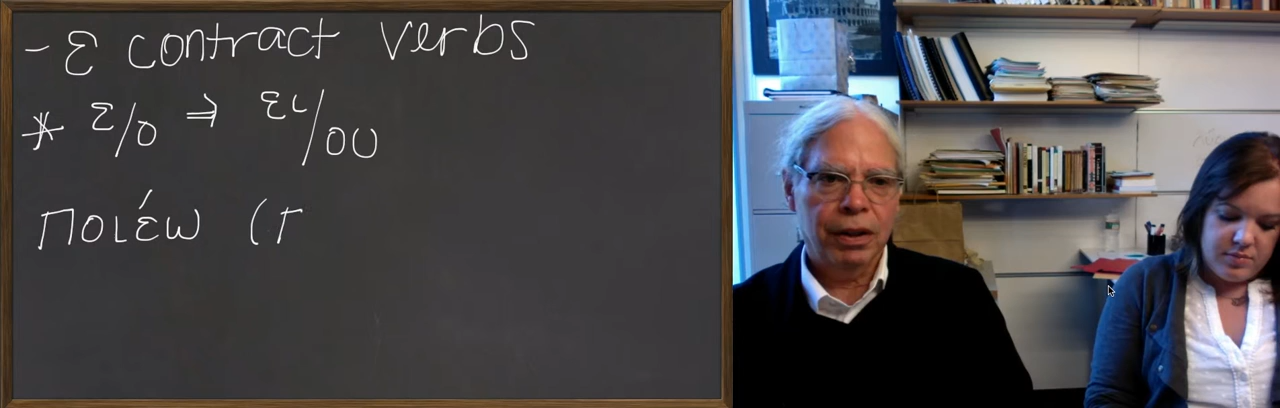 -ε contract verbs
* ε/ο ⇒ ει/ου
ποιέω (π